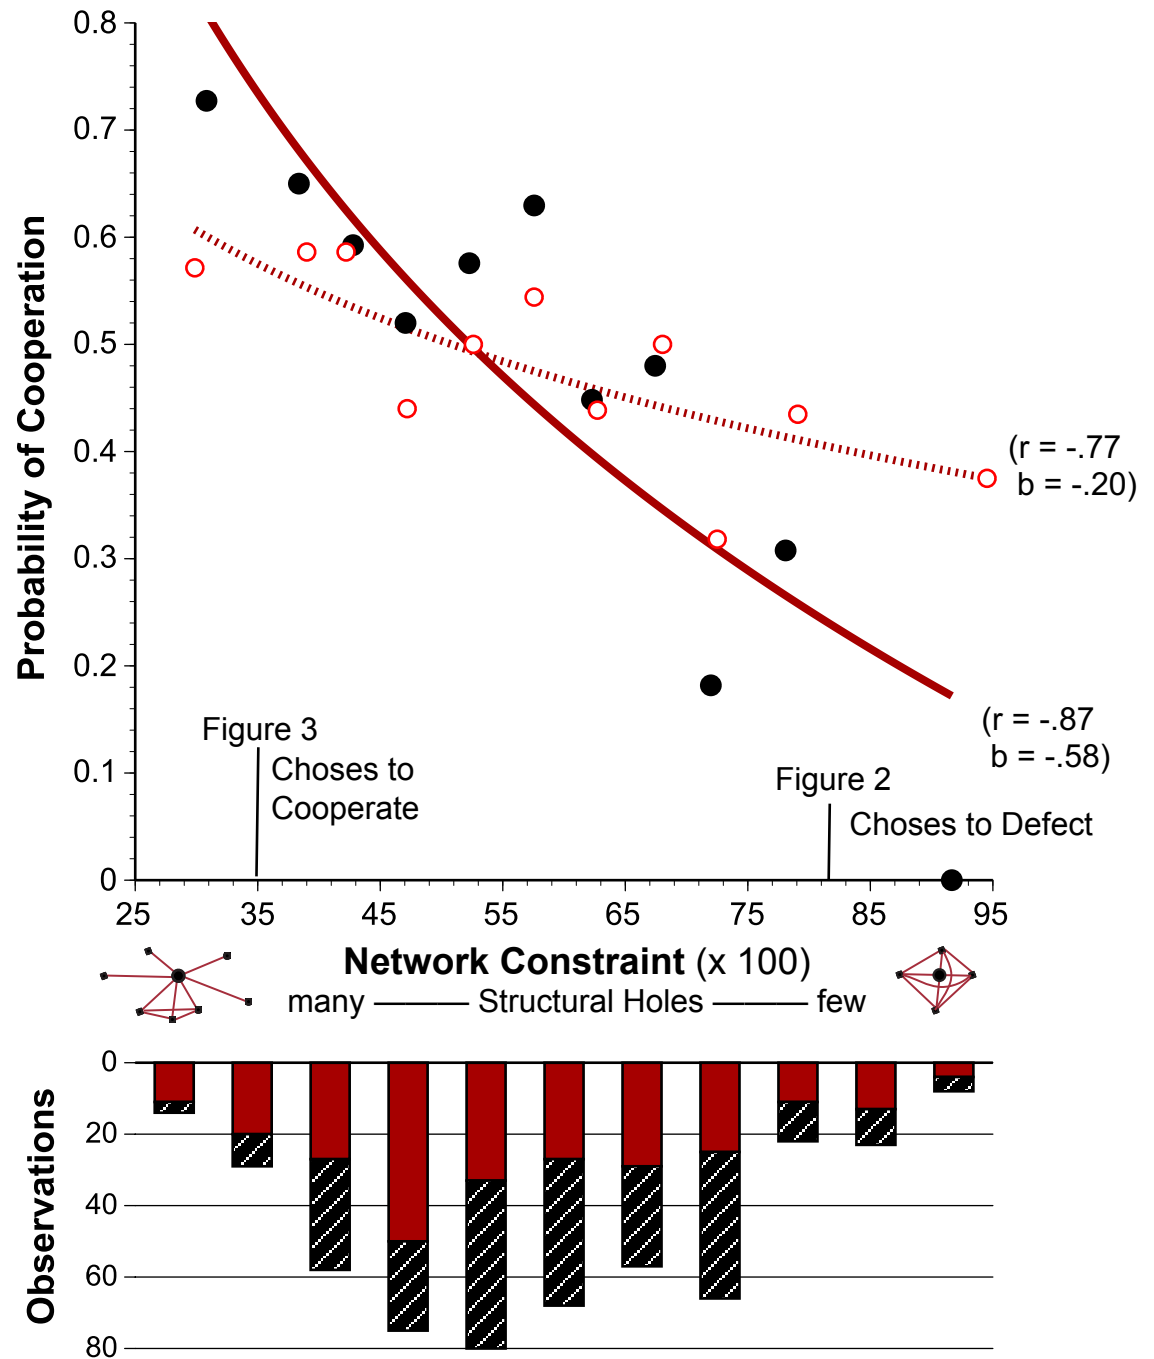 Probability of Cooperation
0.8
0.7
0.6
0.5
0.4
0.3
0.2
0.1
0
(r = -.77
b = -.20)
(r = -.87
b = -.58)
Figure 3
Choses to
Cooperate
Figure 2
Choses to Defect
25 35 45 55 65 75 85 95
Network Constraint (x 100)
many ——— Structural Holes ——— few
Observations
0
20
40
60
80